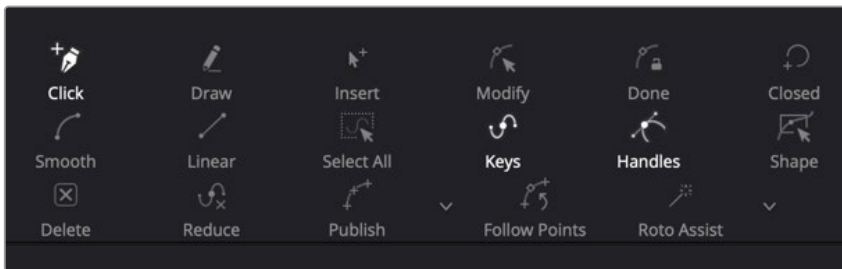 Click Draw Insert Modify Done Closed
Smooth Linear Select All Keys Handles Shape
Delete Reduce Publish Follow Points Roto Assist